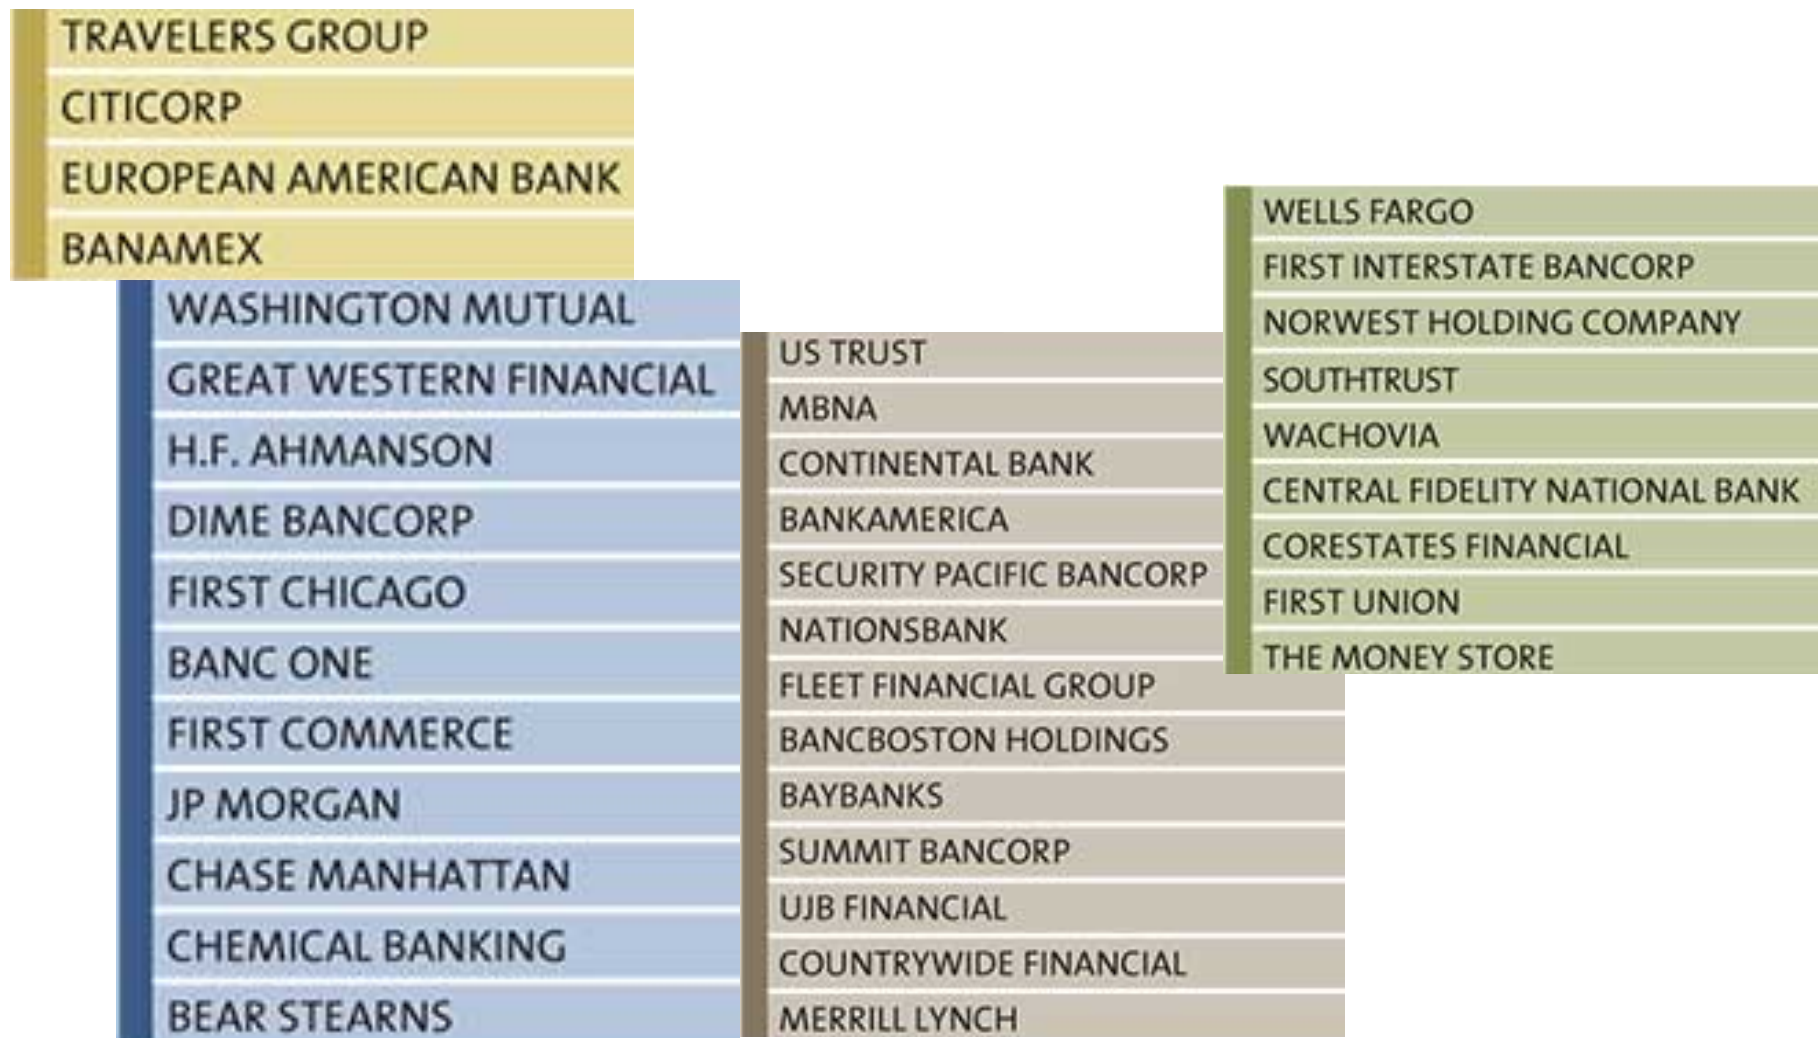 TRAVELERS GROUP
CITICORP
EUROPEAN AMERICAN BANK
BANAMEX
WASHINGTON MUTUAL
GREAT WESTERN FINANCIAL
H.F. AHMANSON
DIME BANCORP
FIRST CHICAGO
BANC ONE
FIRST COMMERCE
JP MORGAN
CHASE MANHATTAN
CHEMICAL BANKING
BEAR STEARNS
US TRUST
MBNA
CONTINENTAL BANK
BANKAMERICA
SECURITY PACIFIC BANCORP
NATIONSBANK
FLEET FINANCIAL GROUP
BANCBOSTON HOLDINGS
BAYBANKS
SUMMIT BANCORP
UJB FINANCIAL
COUNTRYWIDE FINANCIAL
MERRILL LYNCH
WELLS FARGO
FIRST INTERSTATE BANCORP
NORWEST HOLDING COMPANY
SOUTHTRUST
WACHOVIA
CENTRAL FIDELITY NATIONAL BANK
CORESTATES FINANCIAL
FIRST UNION
THE MONEY STORE